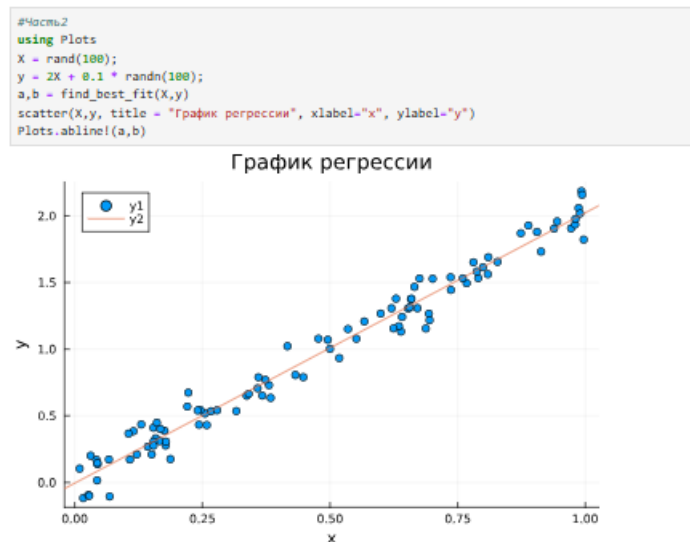 #Часть2
using Plots
X = rand(100);
y = 2X + 0.1 * randn(100);
a,b = find_best_fit(X,y)
scatter(X,y, title = "График регрессии", xlabel="x", ylabel="y")
Plots.abline!(a,b)
График регрессии
y1
y2
2.0
1.5
1.0
0.5
0.0
y
0.00 0.25 0.50 0.75 1.00
x